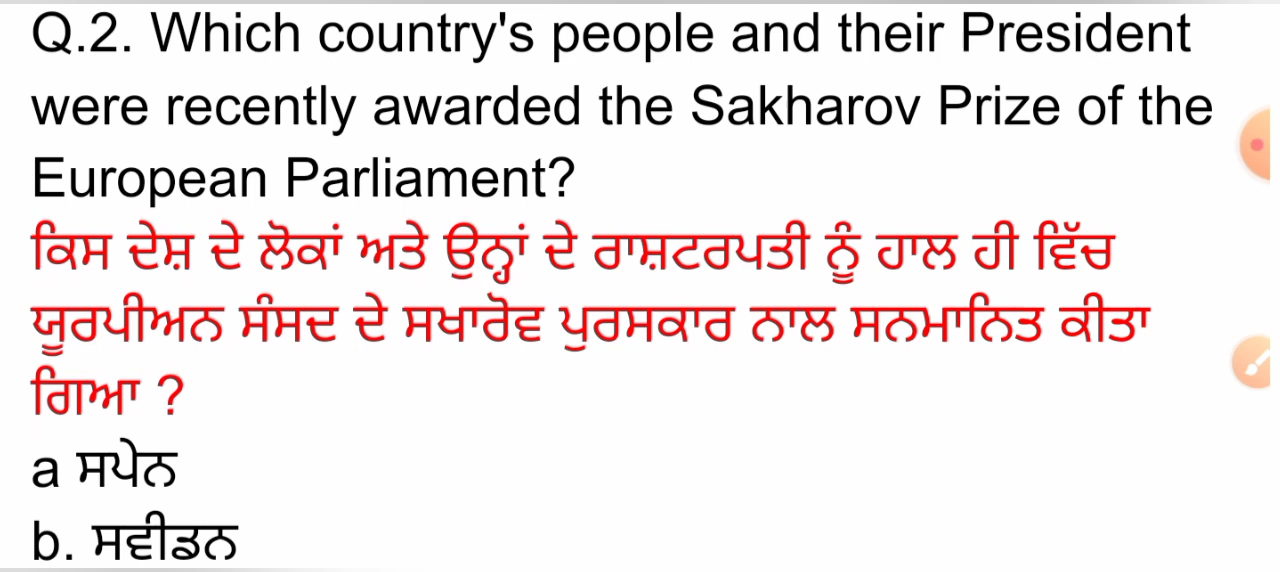 Q.2. Which country's people and their President
were recently awarded the Sakharov Prize of the
European Parliament?
ਕਿਸ ਦੇਸ਼ ਦੇ ਲੋਕਾਂ ਅਤੇ ਉਨ੍ਹਾਂ ਦੇ ਰਾਸ਼ਟਰਪਤੀ ਨੂੰ ਹਾਲ ਹੀ ਵਿੱਚ
ਯੂਰਪੀਅਨ ਸੰਸਦ ਦੇ ਸਖਾਰੋਵ ਪੁਰਸਕਾਰ ਨਾਲ ਸਨਮਾਨਿਤ ਕੀਤਾ
ਗਿਆ ?
a ਸਪੇਨ
b. ਸਵੀਡਨ